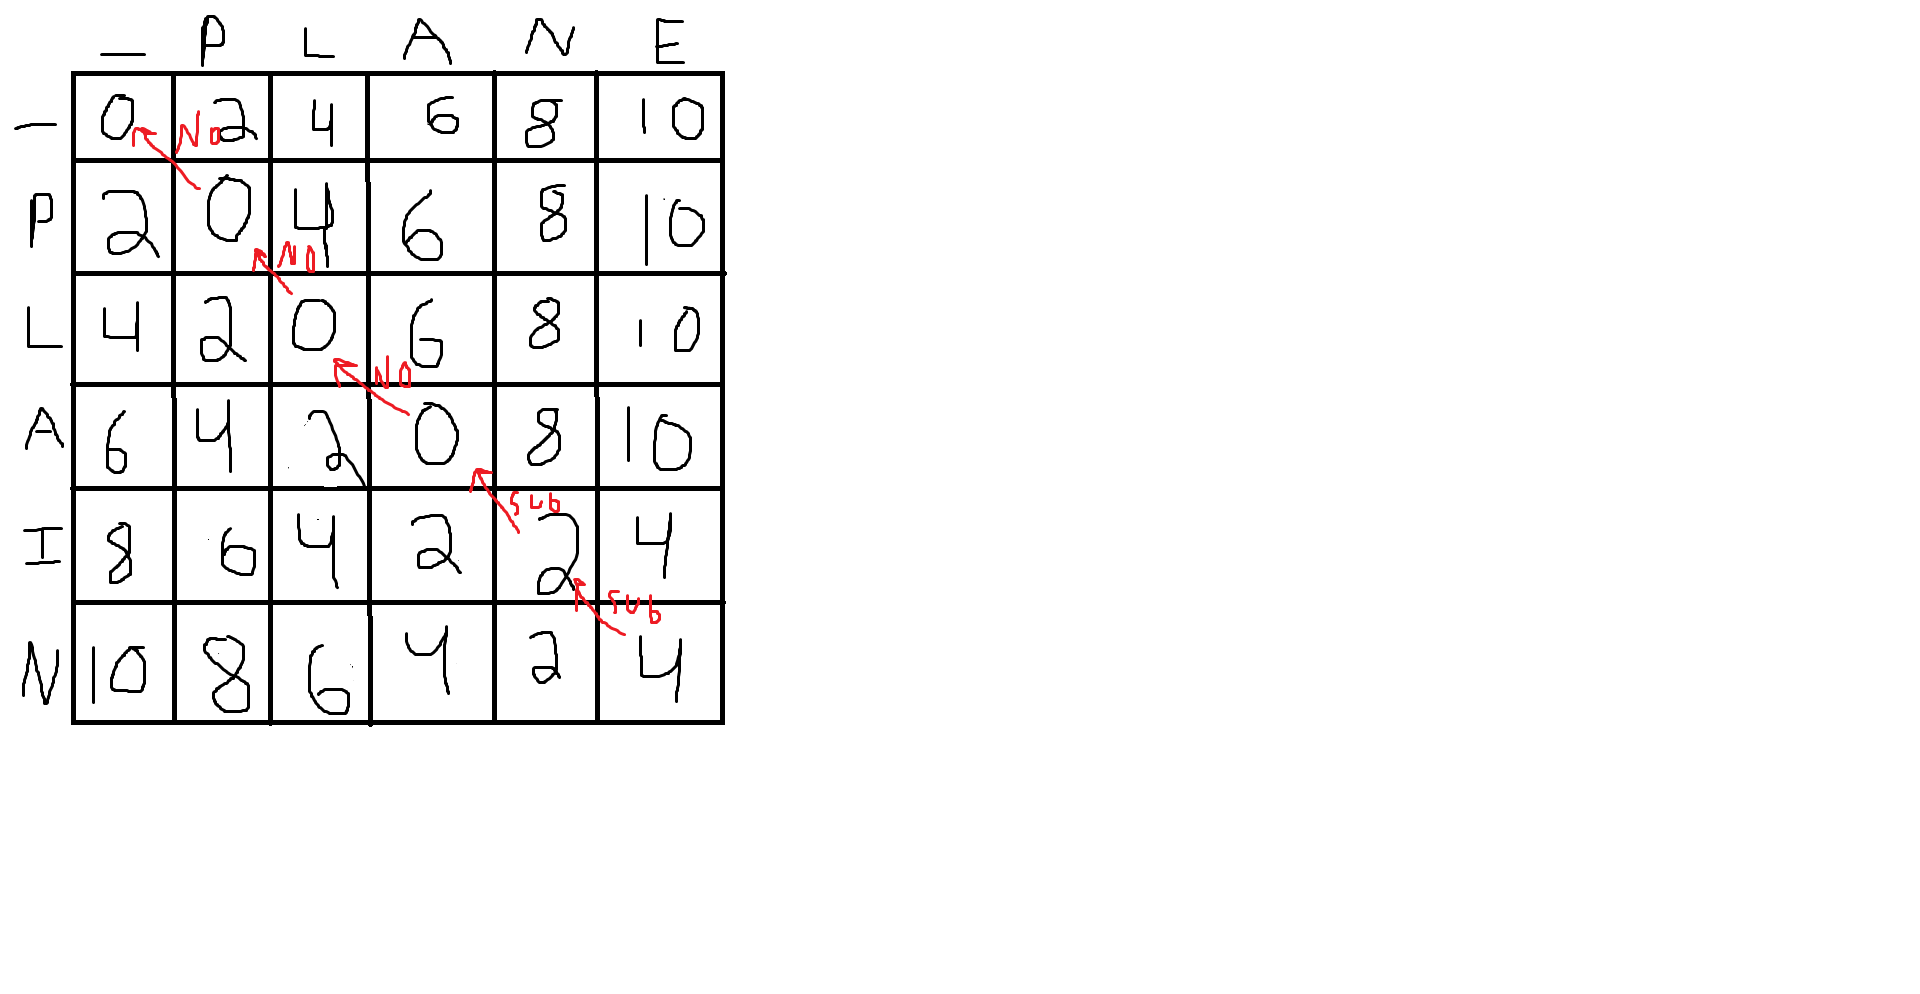 _ P L A N E
_ 0 2 4 6 8 10
NO
P 2 0 4 6 8 10
NO
L 4 2 0 6 8 10
NO
A 6 4 2 0 8 10
sub
I 8 6 4 2 2 4
sub
N 10 8 6 4 2 4